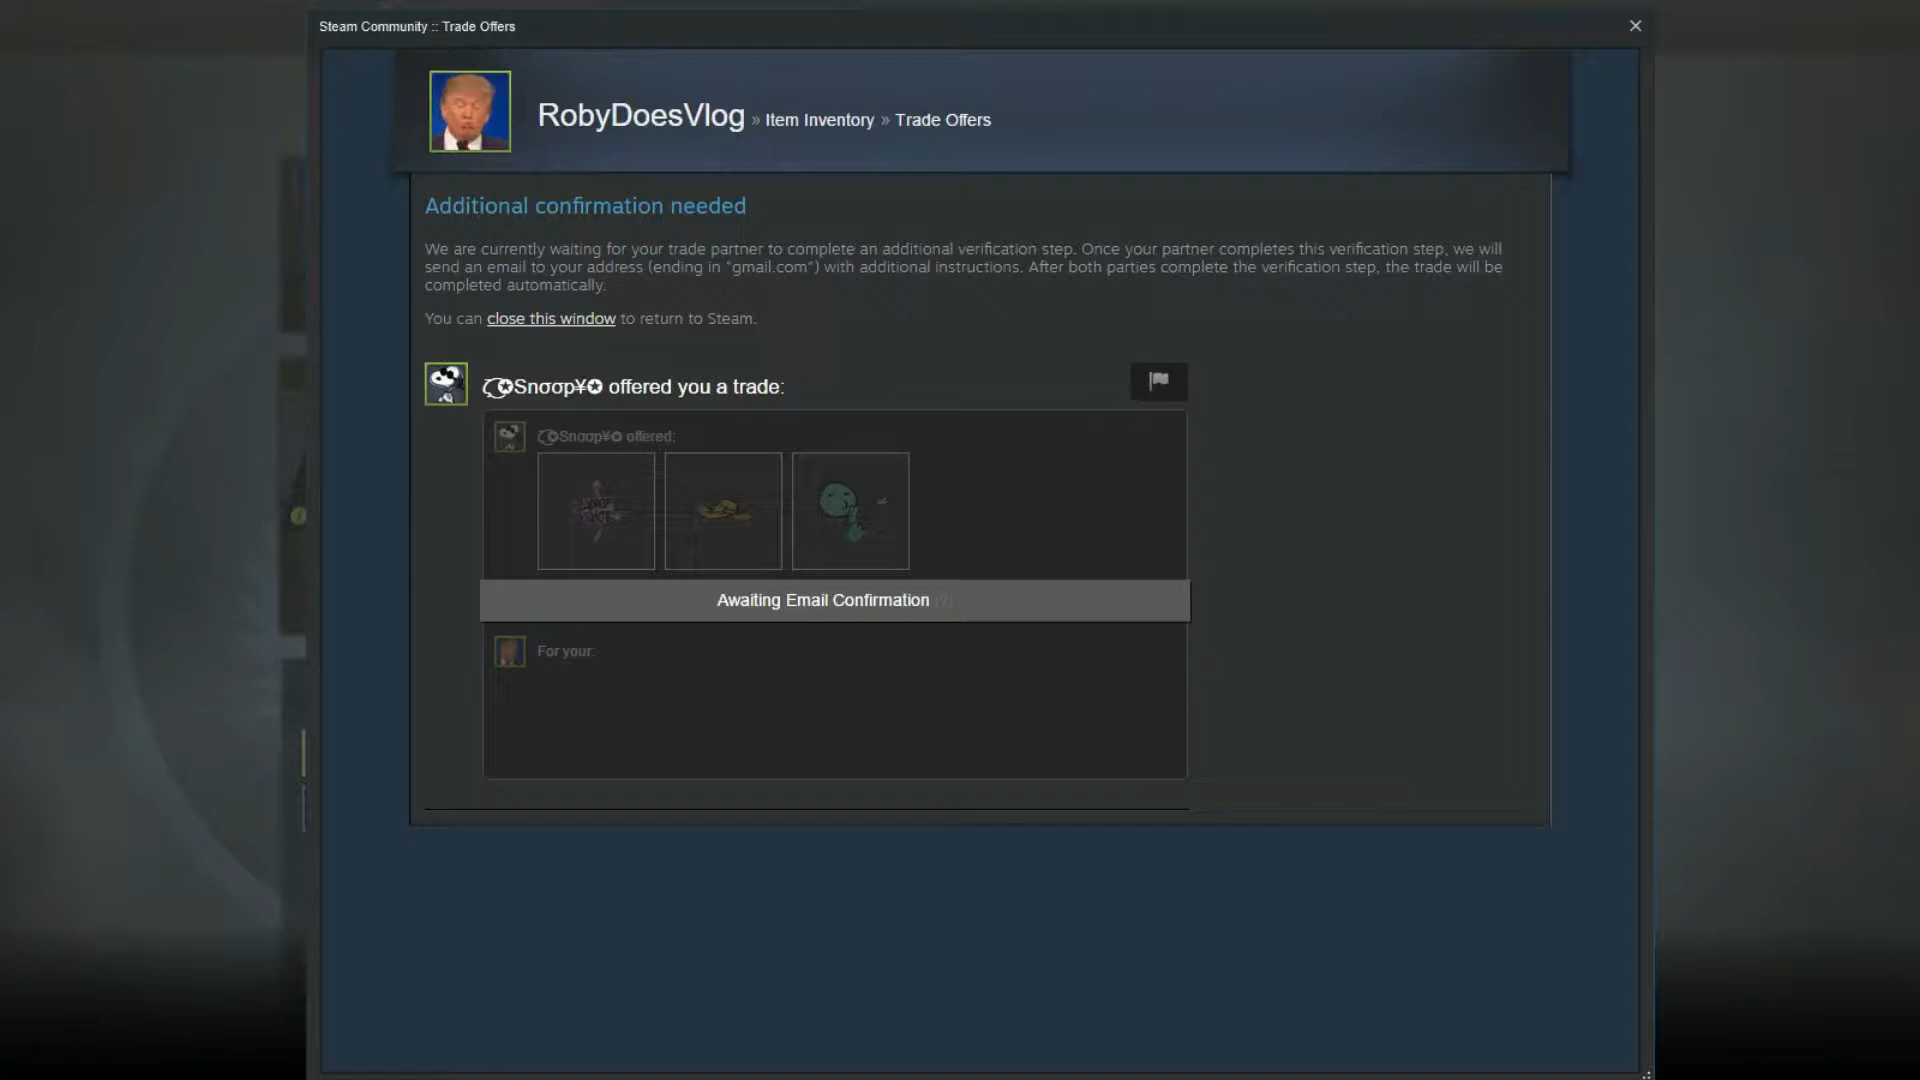 Steam Community :: Trade Offers
RobyDoesVlog » Item Inventory » Trade Offers
Additional confirmation needed
We are currently waiting for your trade partner to complete an additional verification step. Once your partner completes this verification step, we will
send an email to your address (ending in "gmail.com") with additional instructions. After both parties complete the verification step, the trade will be
completed automatically.
You can close this window to return to Steam.
ζ͜͡✪Snσσp¥✪ offered you a trade:
ζ͜͡✪Snσσp¥✪ offered:
Awaiting Email Confirmation (?)
For your: